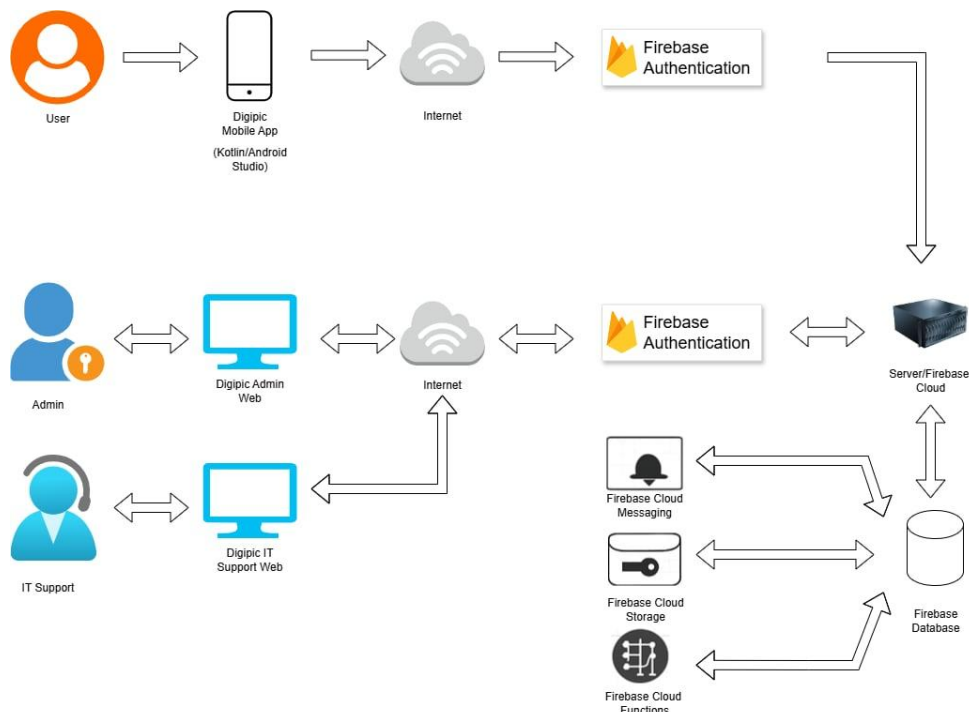 Firebase
Authentication
User
Digipic
Mobile App
(Kotlin/Android
Studio)
Internet
Firebase
Authentication
Admin
Digipic Admin
Web
Internet
Server/Firebase
Cloud
Firebase Cloud
Messaging
IT Support
Digipic IT
Support Web
Firebase Cloud
Storage
Firebase
Database
Firebase Cloud
Functions